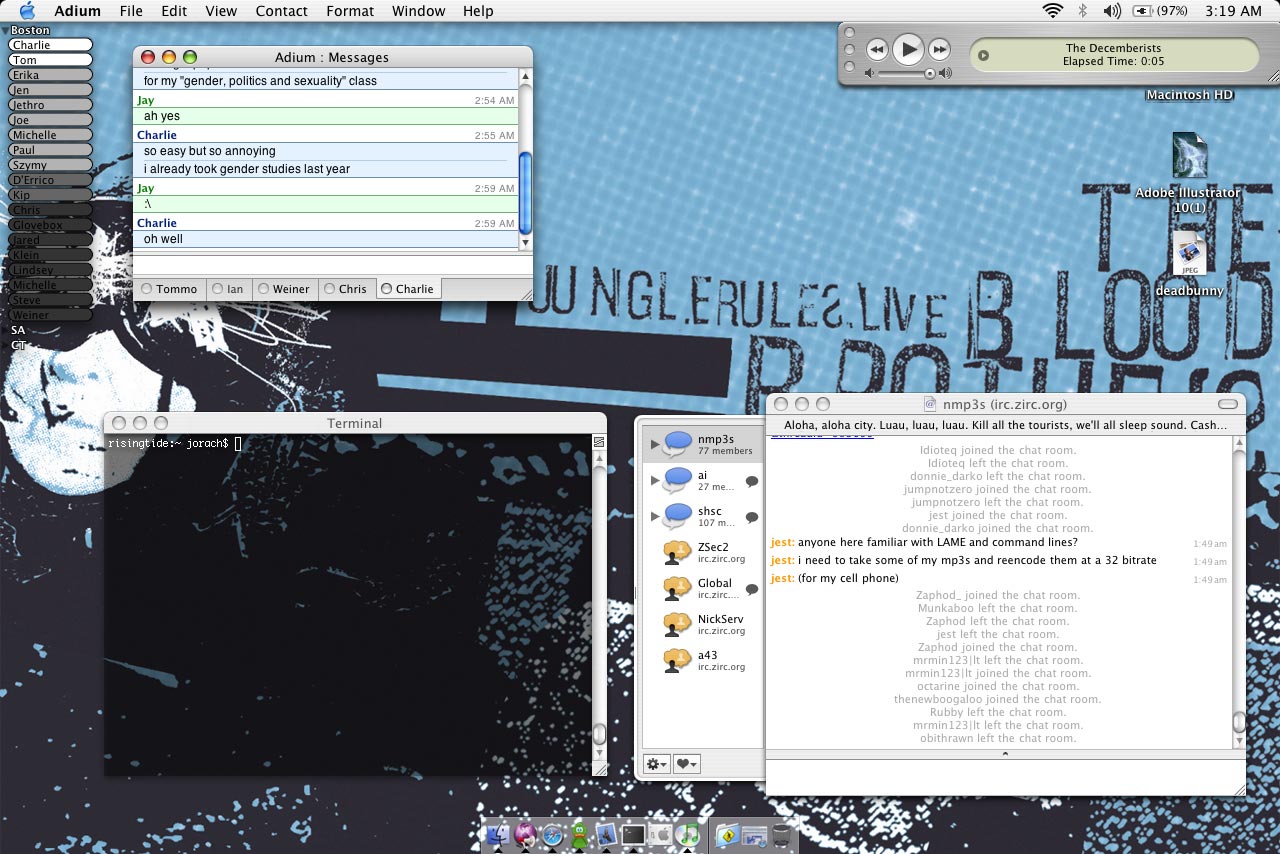 Adium File Edit View Contact Format Window Help
(97%) 3:19 AM
Boston
Charlie
Tom
Erika
Jen
Jethro
Joe
Michelle
Paul
Szymy
D'Errico
Kip
Chris
Glovebox
Jared
Klein
Lindsey
Michelle
Steve
Weiner
SA
CT
Adium : Messages
for my "gender, politics and sexuality" class
Jay 2:54 AM
ah yes
Charlie 2:55 AM
so easy but so annoying
i already took gender studies last year
Jay 2:59 AM
:\
Charlie 2:59 AM
oh well
Tommo Ian Weiner Chris Charlie
The Decemberists
Elapsed Time: 0:05
Macintosh HD
Adobe Illustrator
10(1)
JPEG
deadbunny
THE
JUNGLE.RULES.LIVE
BLOOD
BROTHERS
Terminal
risingtide:~ jorach$
nmp3s
77 members
ai
27 me...
shsc
107 m...
ZSec2
irc.zirc.org
Global
irc.zirc....
NickServ
irc.zirc.org
a43
irc.zirc.org
nmp3s (irc.zirc.org)
Aloha, aloha city. Luau, luau, luau. Kill all the tourists, we'll all sleep sound. Cash...
Idioteq joined the chat room.
Idioteq left the chat room.
donnie_darko left the chat room.
jumpnotzero joined the chat room.
jumpnotzero left the chat room.
jest joined the chat room.
donnie_darko joined the chat room.
jest: anyone here familiar with LAME and command lines? 1:49am
jest: i need to take some of my mp3s and reencode them at a 32 bitrate 1:49am
jest: (for my cell phone) 1:49am
Zaphod_ joined the chat room.
Munkaboo left the chat room.
Zaphod left the chat room.
jest left the chat room.
Zaphod joined the chat room.
mrmin123|lt left the chat room.
mrmin123|lt joined the chat room.
octarine joined the chat room.
thenewboogaloo joined the chat room.
Rubby left the chat room.
mrmin123|lt left the chat room.
obithrawn left the chat room.